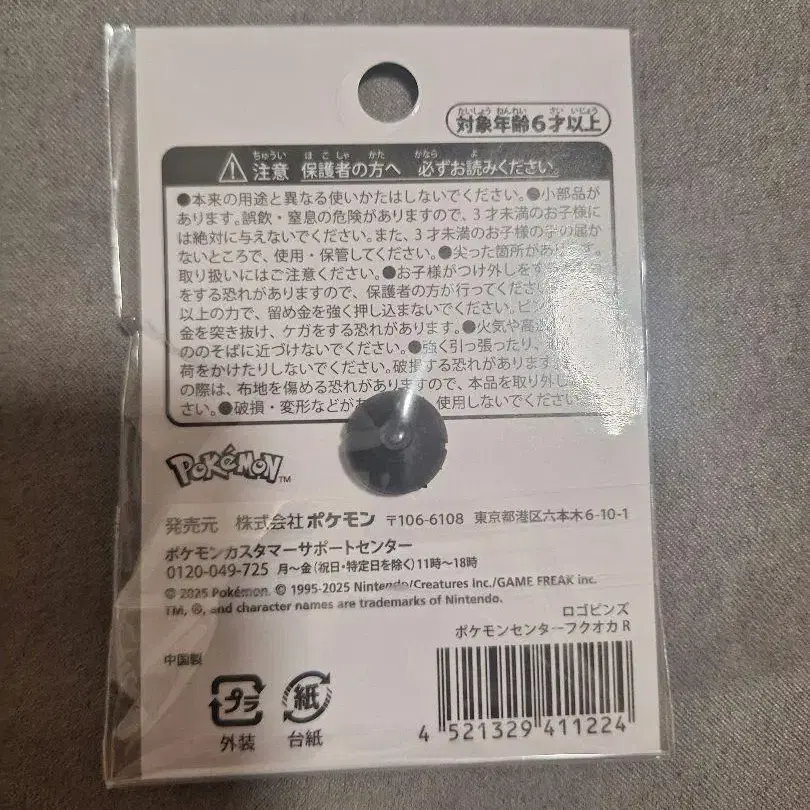 対象年齢6才以上
注意 保護者の方へ 必ずお読みください。
●本来の用途と異なる使いかたはしないでください。●小部品が
あります。誤飲・窒息の危険がありますので、3才未満のお子様に
は絶対に与えないでください。また、3才未満のお子様の手の届か
ないところで、使用・保管してください。●尖った箇所があります。
取り扱いにはご注意ください。●お子様がつけ外しをする
をする恐れがありますので、保護者の方が行ってください
以上の力で、留め金を強く押し込まないでください。ピン
金を突き抜け、ケガをする恐れがあります。●火気や高
ののそばに近づけないでください。●強く引っ張ったり、
荷をかけたりしないでください。破損する恐れがあります
の際は、布地を傷める恐れがありますので、本品を取り外し
さい。●破損・変形などがあ 使用しないでください
POKÉMON™
発売元 株式会社ポケモン 〒106-6108 東京都港区六本木6-10-1
ポケモンカスタマーサポートセンター
0120-049-725 月～金(祝日・特定日を除く)11時～18時
© 2025 Pokémon. © 1995-2025 Nintendo/Creatures Inc./GAME FREAK inc.
TM, ®, and character names are trademarks of Nintendo.
ロゴピンズ
ポケモンセンターフクオカ R
中国製
プラ 紙
外装 台紙
4 521329 411224